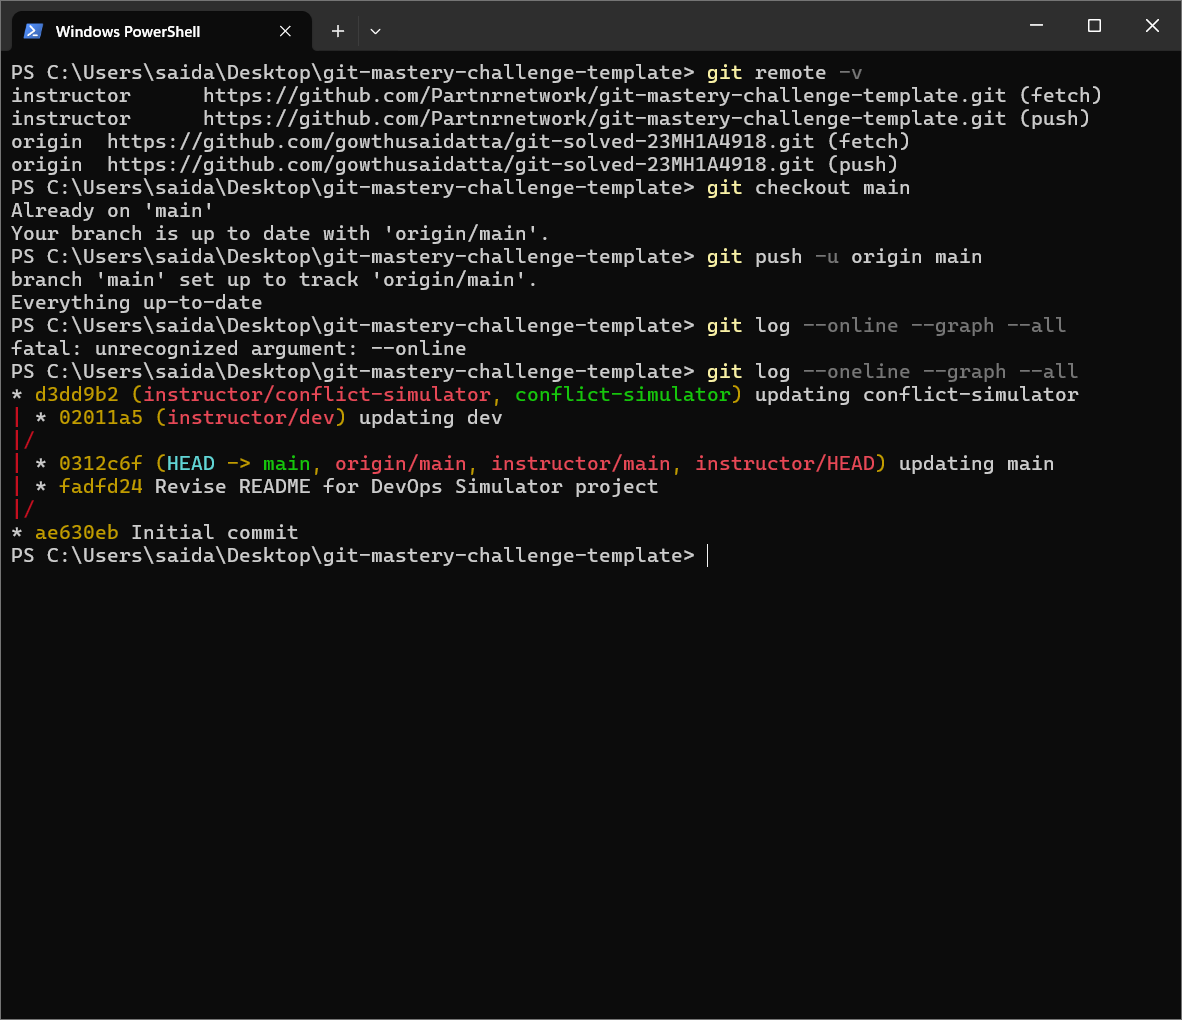 Windows PowerShell
PS C:\Users\saida\Desktop\git-mastery-challenge-template> git remote -v
instructor      https://github.com/Partnrnetwork/git-mastery-challenge-template.git (fetch)
instructor      https://github.com/Partnrnetwork/git-mastery-challenge-template.git (push)
origin  https://github.com/gowthusaidatta/git-solved-23MH1A4918.git (fetch)
origin  https://github.com/gowthusaidatta/git-solved-23MH1A4918.git (push)
PS C:\Users\saida\Desktop\git-mastery-challenge-template> git checkout main
Already on 'main'
Your branch is up to date with 'origin/main'.
PS C:\Users\saida\Desktop\git-mastery-challenge-template> git push -u origin main
branch 'main' set up to track 'origin/main'.
Everything up-to-date
PS C:\Users\saida\Desktop\git-mastery-challenge-template> git log --online --graph --all
fatal: unrecognized argument: --online
PS C:\Users\saida\Desktop\git-mastery-challenge-template> git log --oneline --graph --all
* d3dd9b2 (instructor/conflict-simulator, conflict-simulator) updating conflict-simulator
| * 02011a5 (instructor/dev) updating dev
|/
| * 0312c6f (HEAD -> main, origin/main, instructor/main, instructor/HEAD) updating main
| * fadfd24 Revise README for DevOps Simulator project
|/
* ae630eb Initial commit
PS C:\Users\saida\Desktop\git-mastery-challenge-template>